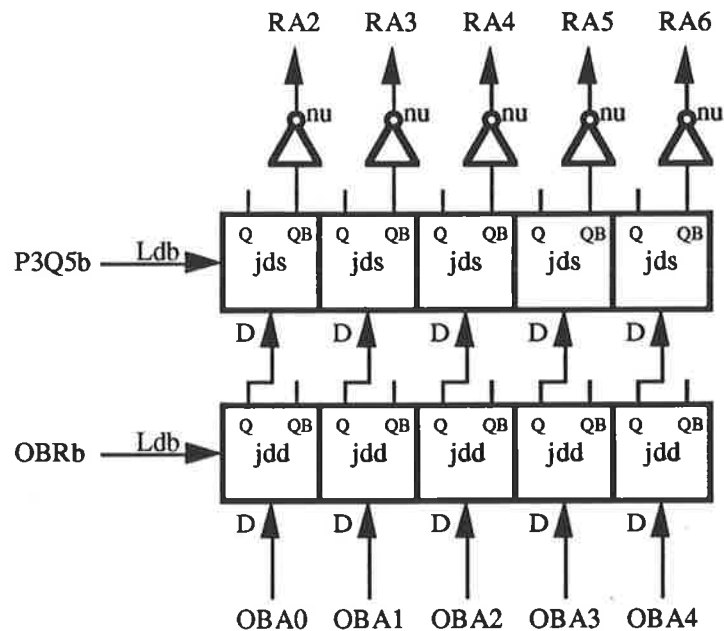 RA2 RA3 RA4 RA5 RA6
nu nu nu nu nu
Q QB Q QB Q QB Q QB Q QB
P3Q5b Ldb jds jds jds jds jds
D D D D D
Q QB Q QB Q QB Q QB Q QB
OBRb Ldb jdd jdd jdd jdd jdd
D D D D D
OBA0 OBA1 OBA2 OBA3 OBA4